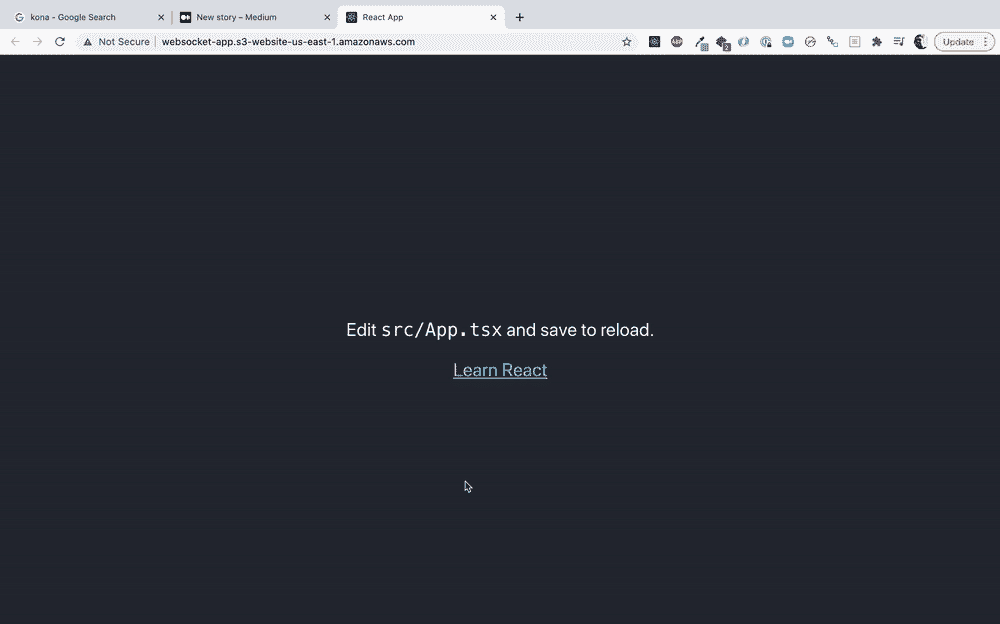 kona - Google Search
New story – Medium
React App
Not Secure
websocket-app.s3-website-us-east-1.amazonaws.com
ABP
Update
Edit src/App.tsx and save to reload.
Learn React